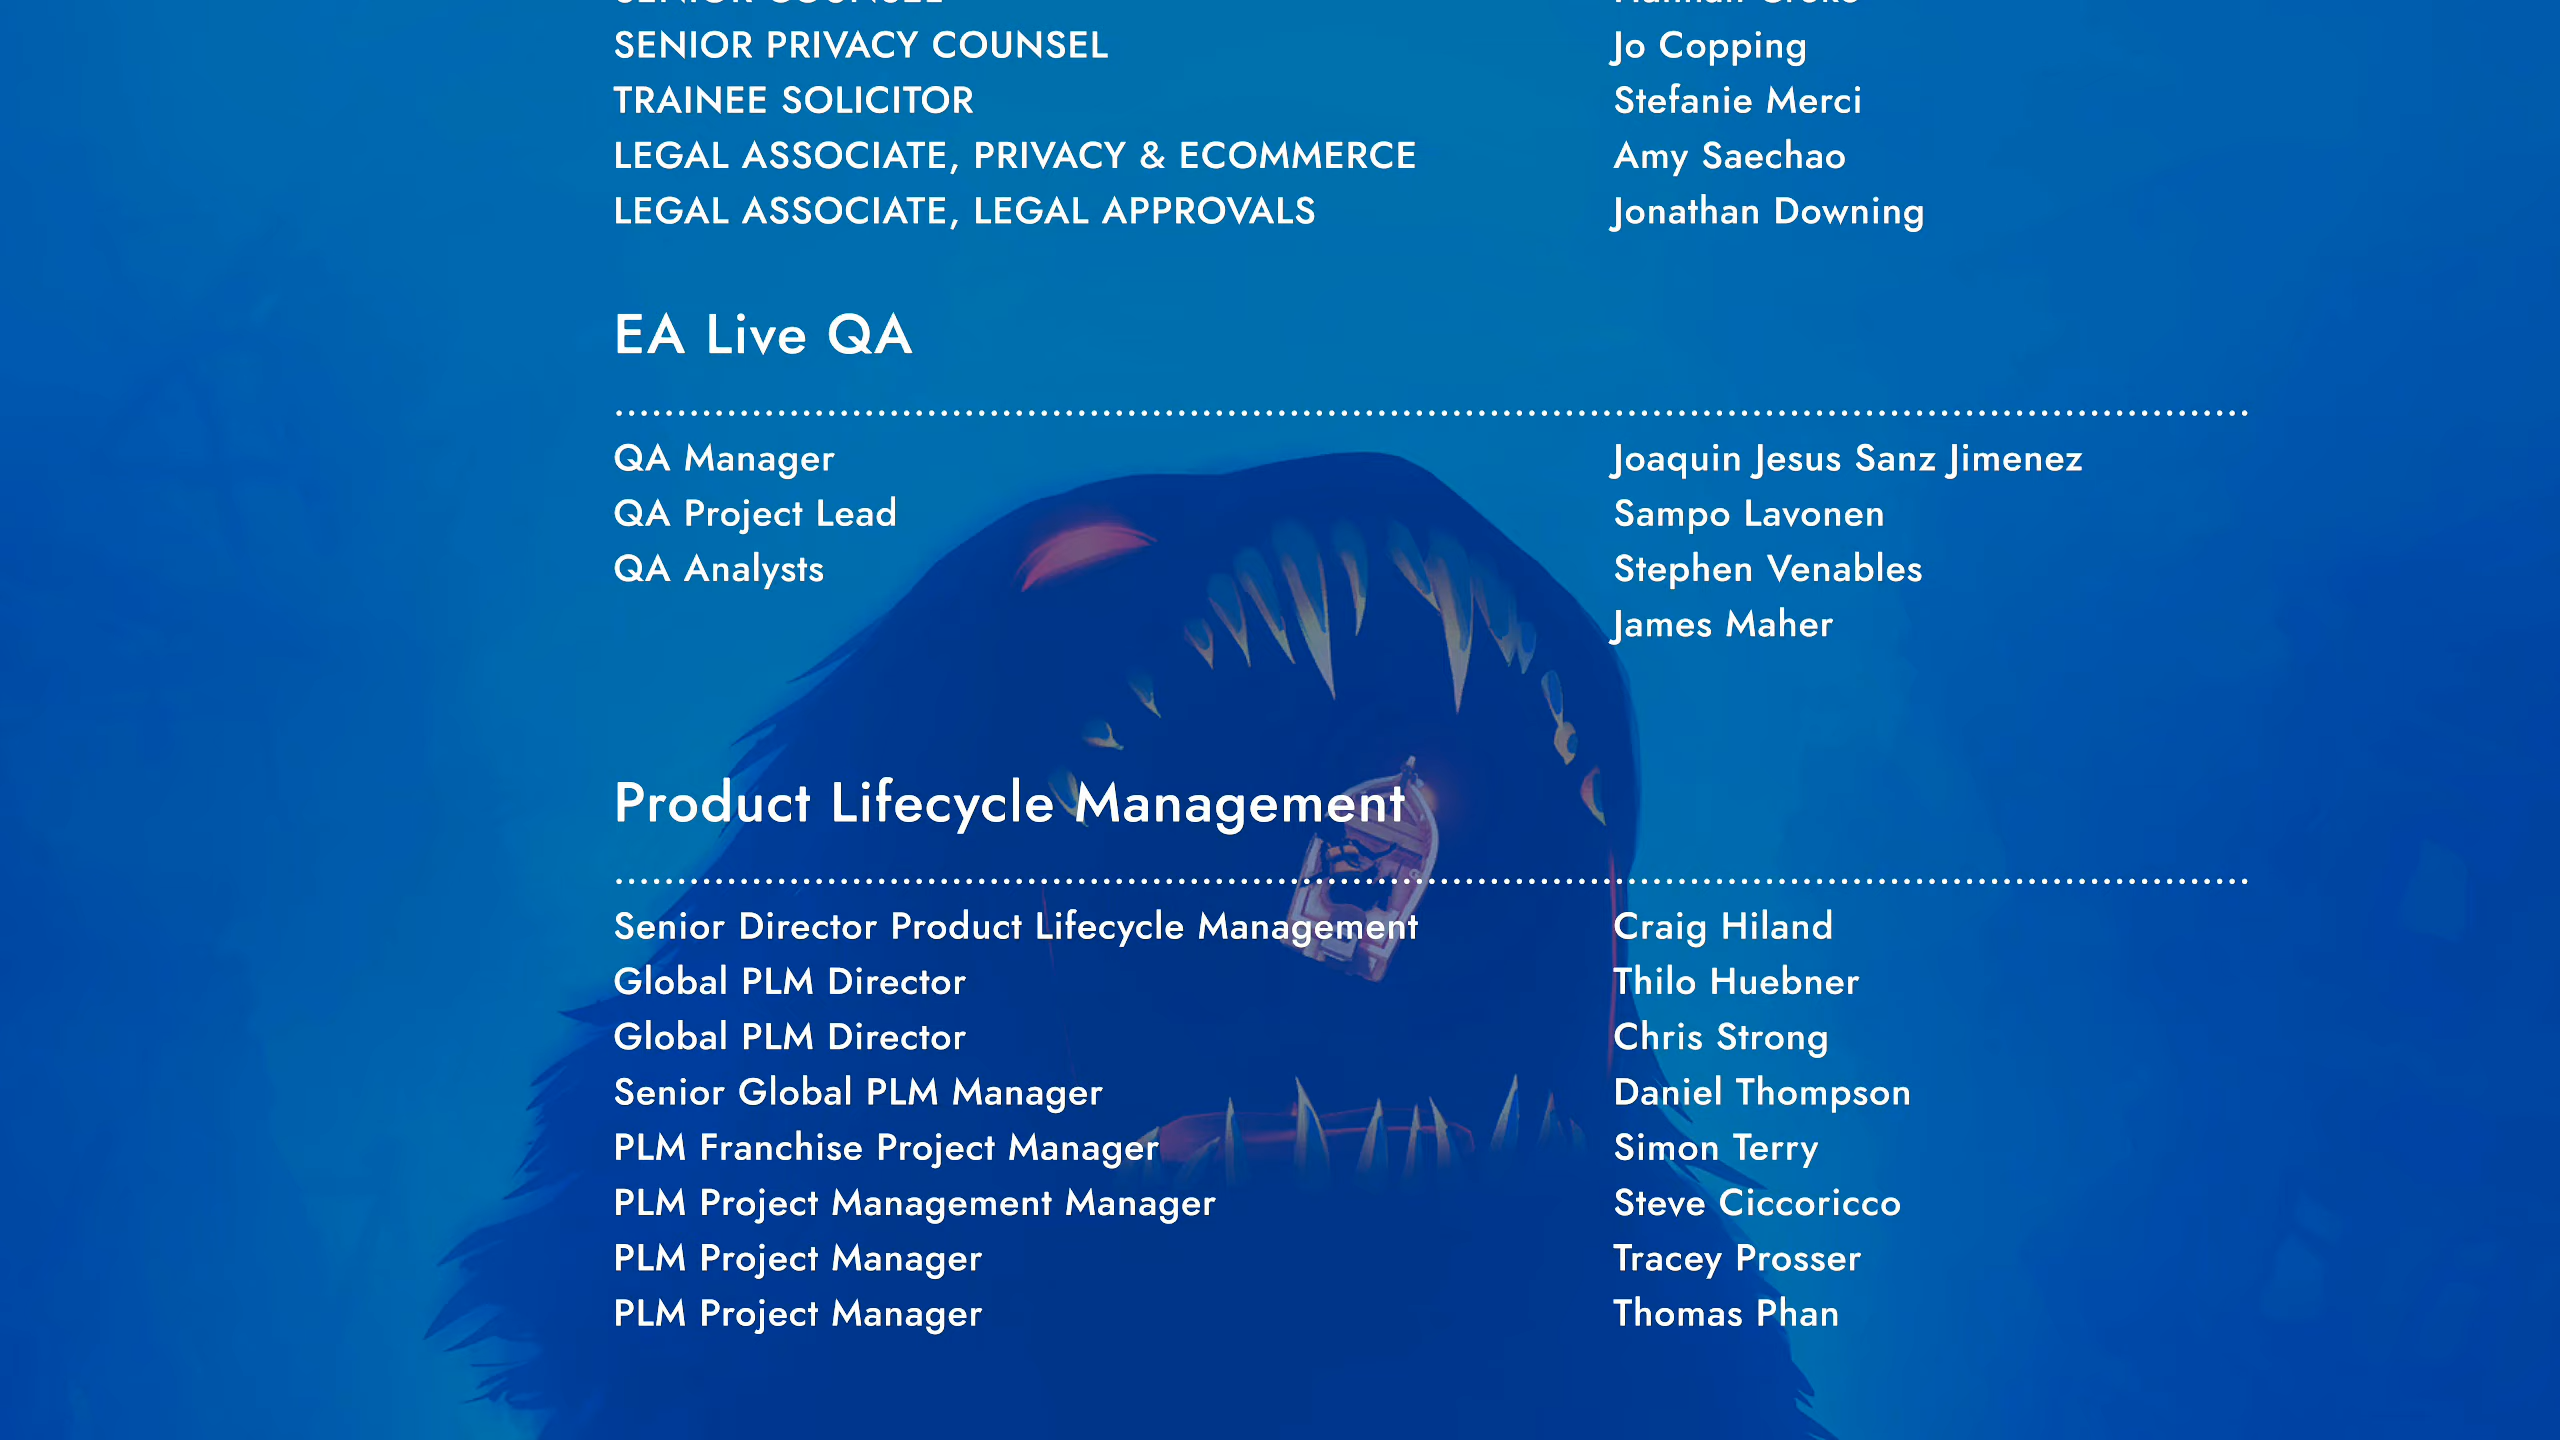 SENIOR COUNSEL
SENIOR PRIVACY COUNSEL Jo Copping
TRAINEE SOLICITOR Stefanie Merci
LEGAL ASSOCIATE, PRIVACY & ECOMMERCE Amy Saechao
LEGAL ASSOCIATE, LEGAL APPROVALS Jonathan Downing
EA Live QA
QA Manager Joaquin Jesus Sanz Jimenez
QA Project Lead Sampo Lavonen
QA Analysts Stephen Venables
James Maher
Product Lifecycle Management
Senior Director Product Lifecycle Management Craig Hiland
Global PLM Director Thilo Huebner
Global PLM Director Chris Strong
Senior Global PLM Manager Daniel Thompson
PLM Franchise Project Manager Simon Terry
PLM Project Management Manager Steve Ciccoricco
PLM Project Manager Tracey Prosser
PLM Project Manager Thomas Phan